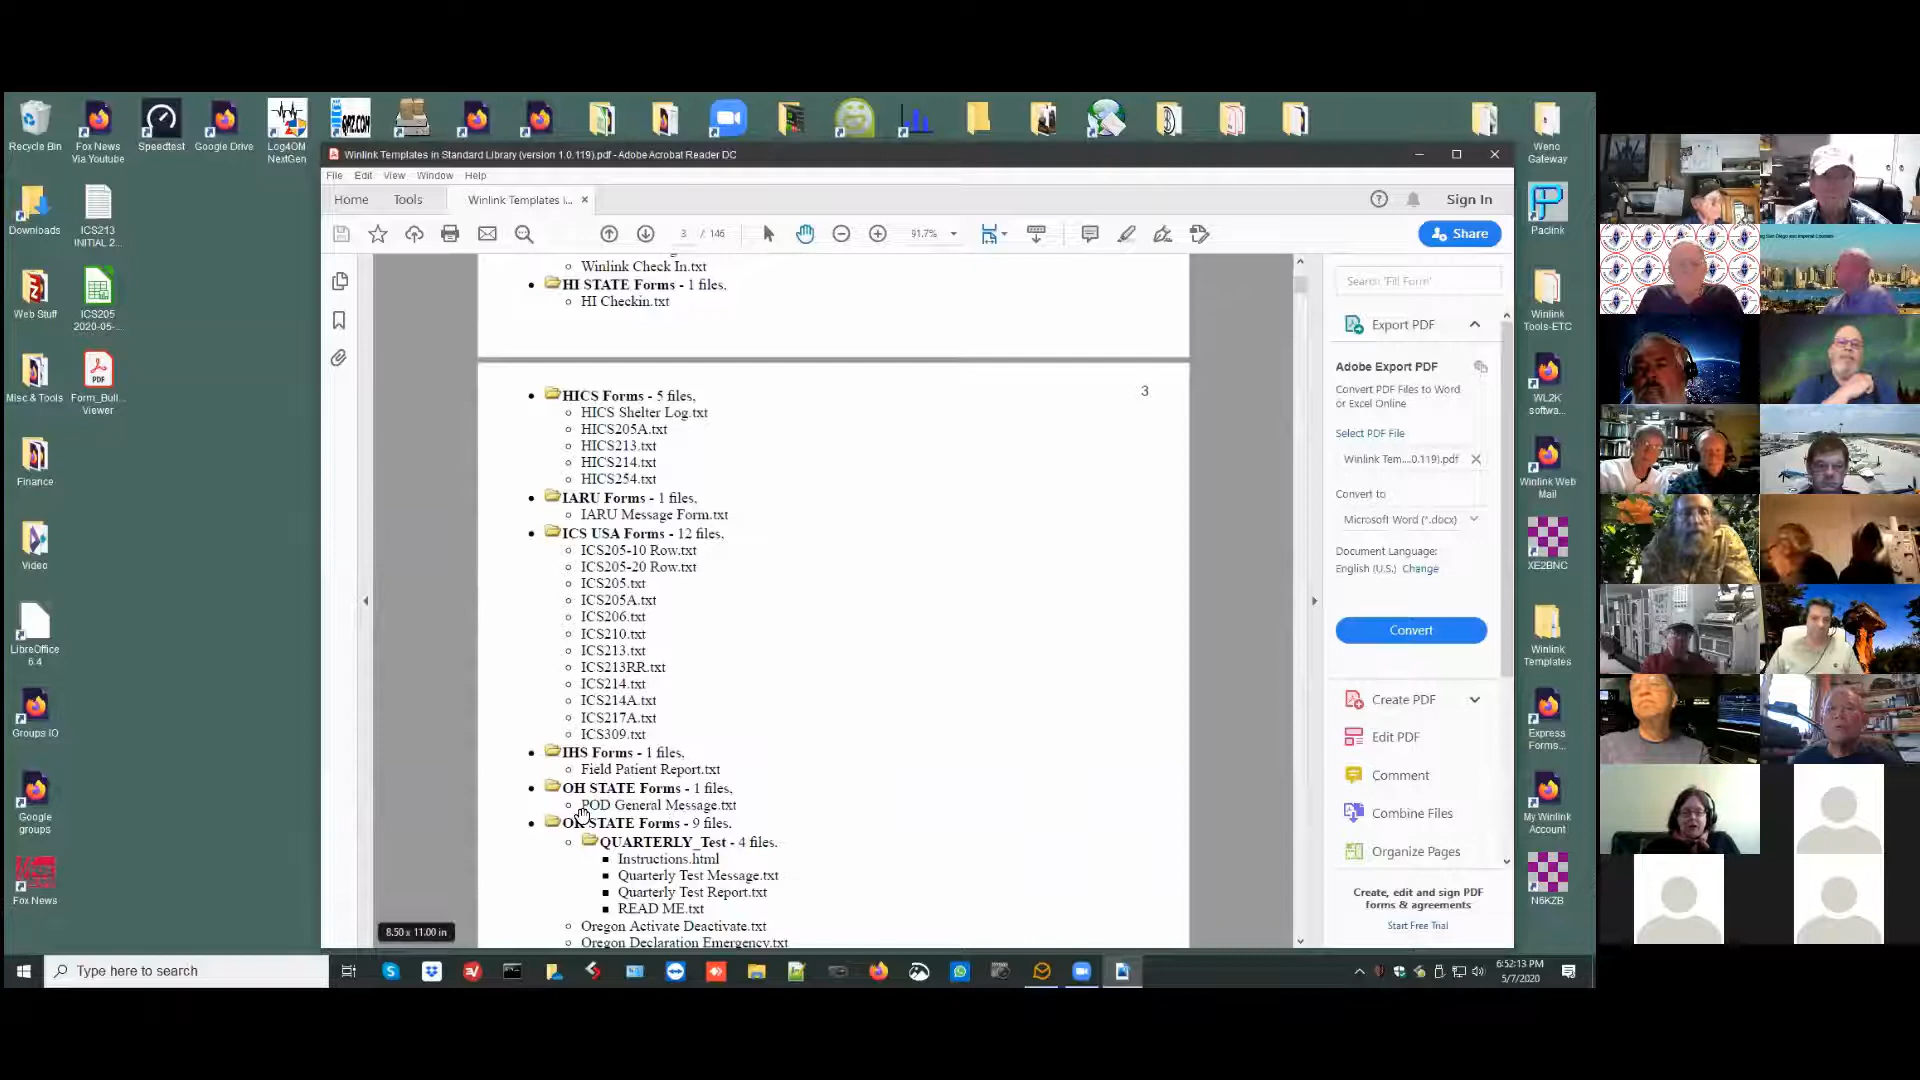 Recycle Bin
Fox News
Via Youtube
Speedtest
Google Drive
Log4OM
NextGen
QRZ.COM
Weno
Gateway
Winlink Templates in Standard Library (version 1.0.119).pdf - Adobe Acrobat Reader DC
File Edit View Window Help
Home Tools Winlink Templates i... × Sign In
3 / 146 91.7% Share
Downloads
ICS213
INITIAL 2...
Web Stuff
ICS205
2020-05-...
Misc & Tools
PDF
Form_Buil...
Viewer
Finance
Video
LibreOffice
6.4
Groups IO
Google
groups
Fox News
Winlink Check In.txt
HI STATE Forms - 1 files,
HI Checkin.txt
3
HICS Forms - 5 files,
HICS Shelter Log.txt
HICS205A.txt
HICS213.txt
HICS214.txt
HICS254.txt
IARU Forms - 1 files,
IARU Message Form.txt
ICS USA Forms - 12 files,
ICS205-10 Row.txt
ICS205-20 Row.txt
ICS205.txt
ICS205A.txt
ICS206.txt
ICS210.txt
ICS213.txt
ICS213RR.txt
ICS214.txt
ICS214A.txt
ICS217A.txt
ICS309.txt
IHS Forms - 1 files,
Field Patient Report.txt
OH STATE Forms - 1 files,
POD General Message.txt
STATE Forms - 9 files.
QUARTERLY_Test - 4 files.
Instructions.html
Quarterly Test Message.txt
Quarterly Test Report.txt
READ ME.txt
Oregon Activate Deactivate.txt
Oregon Declaration Emergency.txt
8.50 x 11.00 in
Search 'Fill Form'
Export PDF
Adobe Export PDF
Convert PDF Files to Word
or Excel Online
Select PDF File
Winlink Tem...0.119).pdf ×
Convert to
Microsoft Word (*.docx)
Document Language:
English (U.S.) Change
Convert
Create PDF
Edit PDF
Comment
Combine Files
Organize Pages
Create, edit and sign PDF
forms & agreements
Start Free Trial
Paclink
Winlink
Tools-ETC
WL2K
softwa...
Winlink Web
Mail
XE2BNC
Winlink
Templates
Express
Forms...
My Winlink
Account
N6KZB
Type here to search
6:52:13 PM
5/7/2020